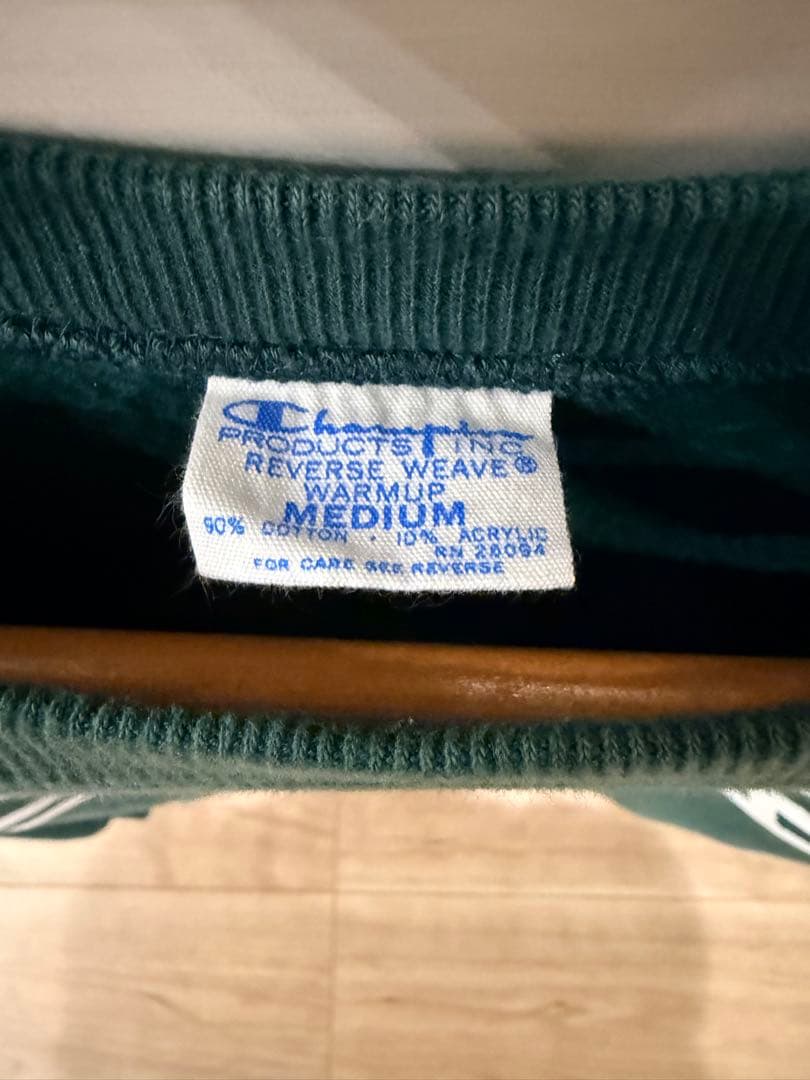 Champion
PRODUCTS INC
REVERSE WEAVE®
WARMUP
MEDIUM
90% COTTON · 10% ACRYLIC
RN 26094
FOR CARE SEE REVERSE